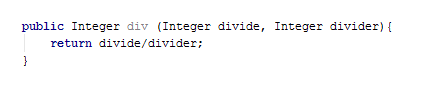 public Integer div (Integer divide, Integer divider){
    return divide/divider;
}